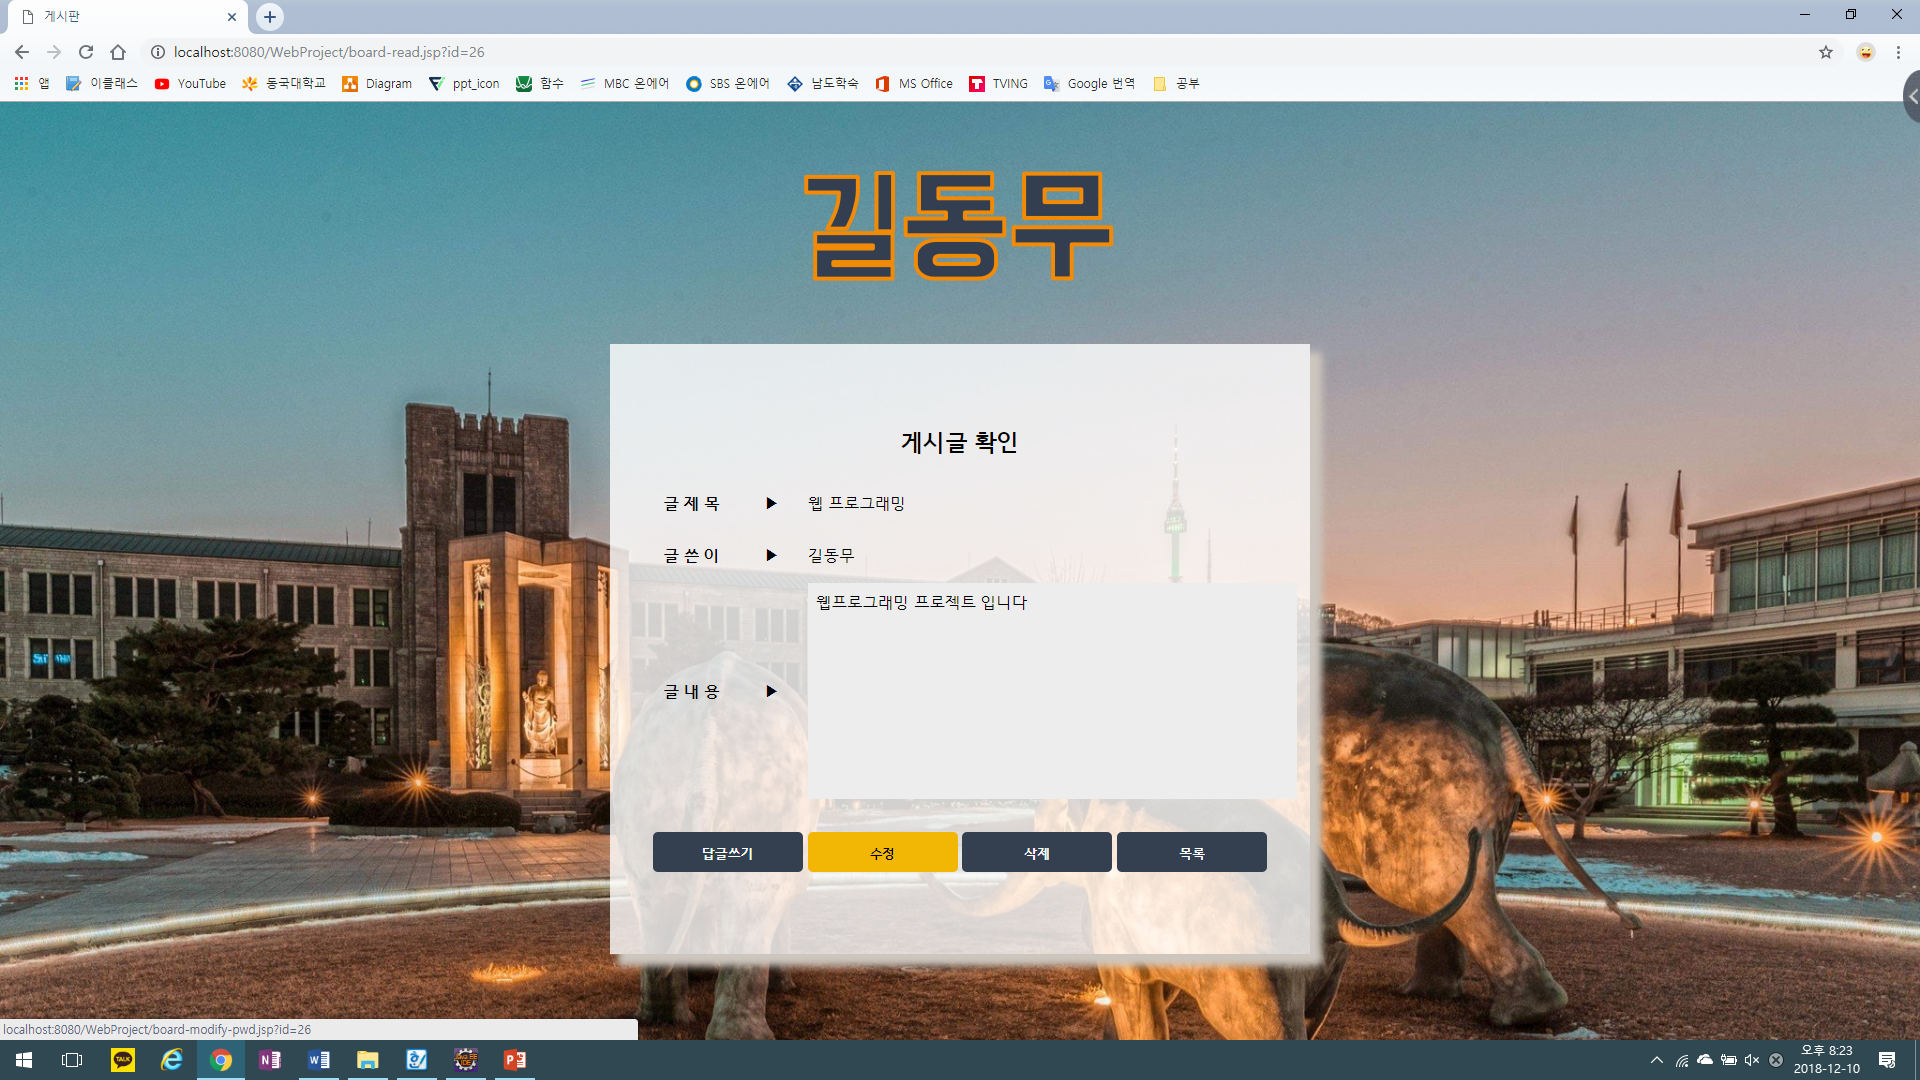 게시판
localhost:8080/WebProject/board-read.jsp?id=26
앱 이클래스 YouTube 동국대학교 Diagram ppt_icon 함수 MBC 온에어 SBS 온에어 남도학숙 MS Office TVING Google 번역 공부
길동무
게시글 확인
글 제 목 ▶ 웹 프로그래밍
글 쓴 이 ▶ 길동무
웹프로그래밍 프로젝트 입니다
글 내 용 ▶
답글쓰기 수정 삭제 목록
localhost:8080/WebProject/board-modify-pwd.jsp?id=26
오후 8:23
2018-12-10